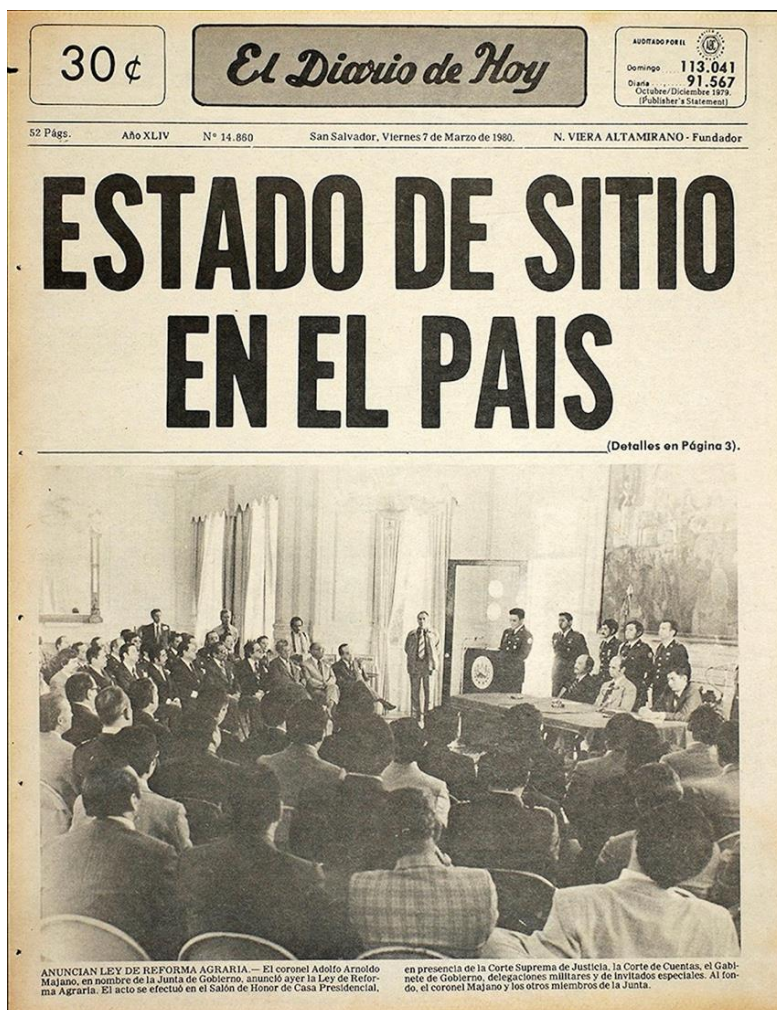 30 ¢
El Diario de Hoy
AUDITADO POR EL
Domingo .... 113.041
Diaria ........ 91.567
Octubre/Diciembre 1979.
(Publisher's Statement)
52 Págs. Año XLIV N° 14.860 San Salvador, Viernes 7 de Marzo de 1980. N. VIERA ALTAMIRANO - Fundador
ESTADO DE SITIO
EN EL PAIS
(Detalles en Página 3).
ANUNCIAN LEY DE REFORMA AGRARIA.— El coronel Adolfo Arnoldo
Majano, en nombre de la Junta de Gobierno, anunció ayer la Ley de Refor-
ma Agraria. El acto se efectuó en el Salón de Honor de Casa Presidencial,
en presencia de la Corte Suprema de Justicia, la Corte de Cuentas, el Gabi-
nete de Gobierno, delegaciones militares y de invitados especiales. Al fon-
do, el coronel Majano y los otros miembros de la Junta.